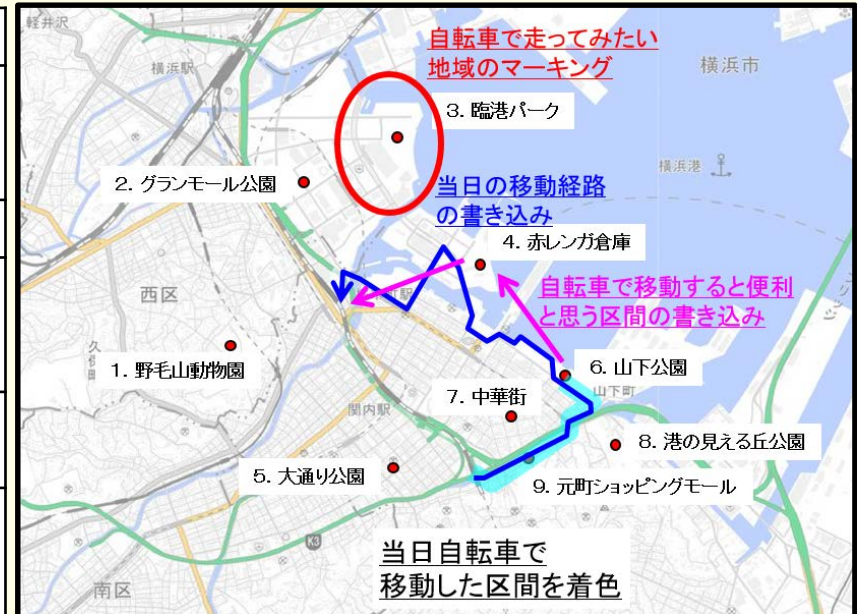 軽井沢
自転車で走ってみたい
地域のマーキング
横浜駅
横浜市
3. 臨港パーク
横浜港
2. グランモール公園
当日の移動経路
の書き込み
4. 赤レンガ倉庫
西区
町駅
自転車で移動すると便利
と思う区間の書き込み
1. 野毛山動物園
6. 山下公園
山下町
7. 中華街
関内駅
8. 港の見える丘公園
5. 大通り公園
9. 元町ショッピングモール
K3
当日自転車で
移動した区間を着色
南区